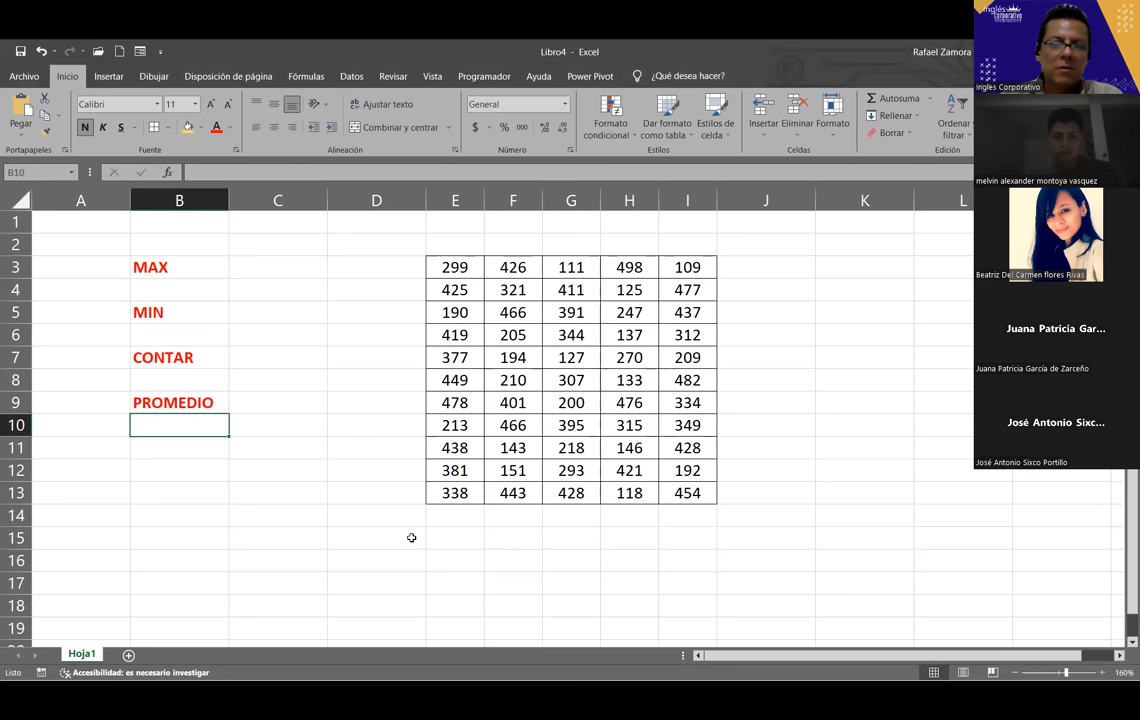 Libro4 - Excel
Rafael Zamora
Archivo Inicio Insertar Dibujar Disposición de página Fórmulas Datos Revisar Vista Programador Ayuda Power Pivot ¿Qué desea hacer?
Pegar
Calibri 11
N K S
Ajustar texto
Combinar y centrar
General
$ % 000
Formato condicional
Dar formato como tabla
Estilos de celda
Insertar Eliminar Formato
Autosuma
Rellenar
Borrar
Ordenar y filtrar
Portapapeles Fuente Alineación Número Estilos Celdas Edición
B10 fx
A B C D E F G H I J K L
1
2
3 MAX 299 426 111 498 109
4 425 321 411 125 477
5 MIN 190 466 391 247 437
6 419 205 344 137 312
7 CONTAR 377 194 127 270 209
8 449 210 307 133 482
9 PROMEDIO 478 401 200 476 334
10 213 466 395 315 349
11 438 143 218 146 428
12 381 151 293 421 192
13 338 443 428 118 454
14
15
16
17
18
19
Hoja1
Listo Accesibilidad: es necesario investigar 160%
Inglés Corporativo
Ingles Corporativo
melvin alexander montoya vasquez
Beatriz Del Carmen flores Rivas
Juana Patricia Gar...
Juana Patricia García de Zarceño
José Antonio Sixc...
José Antonio Sixco Portillo